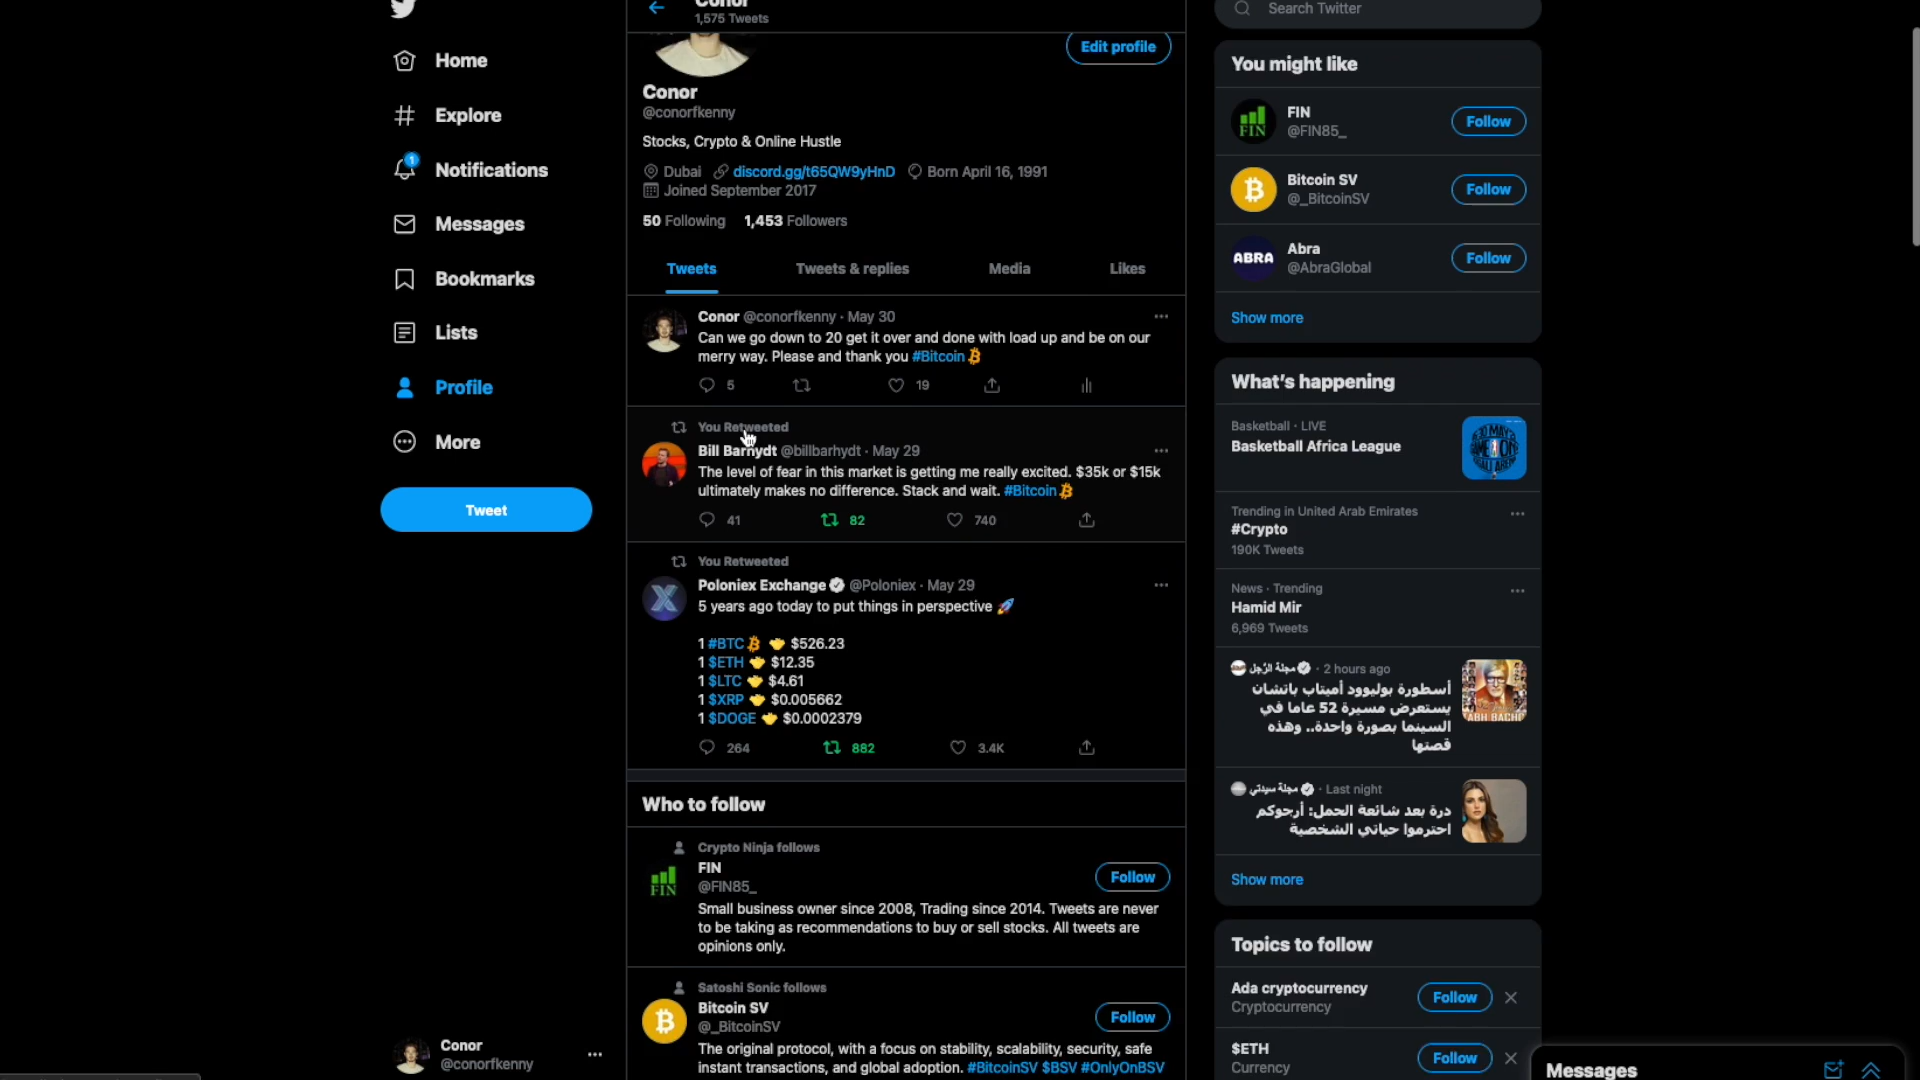 Home
Explore
1
Notifications
Messages
Bookmarks
Lists
Profile
More
Tweet
Conor
@conorfkenny
Conor
1,575 Tweets
Edit profile
Conor
@conorfkenny
Stocks, Crypto & Online Hustle
Dubai discord.gg/t65QW9yHnD Born April 16, 1991
Joined September 2017
50 Following 1,453 Followers
Tweets Tweets & replies Media Likes
Conor @conorfkenny · May 30
Can we go down to 20 get it over and done with load up and be on our
merry way. Please and thank you #Bitcoin
5 19
You Retweeted
Bill Barhydt @billbarhydt · May 29
The level of fear in this market is getting me really excited. $35k or $15k
ultimately makes no difference. Stack and wait. #Bitcoin
41 82 740
You Retweeted
Poloniex Exchange @Poloniex · May 29
5 years ago today to put things in perspective 🚀
1 #BTC $526.23
1 $ETH $12.35
1 $LTC $4.61
1 $XRP $0.005662
1 $DOGE $0.0002379
264 882 3.4K
Who to follow
Crypto Ninja follows
FIN
FIN
@FIN85_
Follow
Small business owner since 2008, Trading since 2014. Tweets are never
to be taking as recommendations to buy or sell stocks. All tweets are
opinions only.
Satoshi Sonic follows
Bitcoin SV
@_BitcoinSV
Follow
The original protocol, with a focus on stability, scalability, security, safe
instant transactions, and global adoption. #BitcoinSV $BSV #OnlyOnBSV
Search Twitter
You might like
FIN
FIN
@FIN85_
Follow
Bitcoin SV
@_BitcoinSV
Follow
ABRA
Abra
@AbraGlobal
Follow
Show more
What's happening
Basketball · LIVE
Basketball Africa League
Trending in United Arab Emirates
#Crypto
190K Tweets
News · Trending
Hamid Mir
6,969 Tweets
مجلة الرّجل · 2 hours ago
أسطورة بوليوود أميتاب باتشان
يستعرض مسيرة 52 عاما في
السينما بصورة واحدة.. وهذه
قصتها
مجلة سيدتي · Last night
درة بعد شائعة الحمل: أرجوكم
احترموا حياتي الشخصية
Show more
Topics to follow
Ada cryptocurrency
Cryptocurrency
Follow
$ETH
Currency
Follow
Messages